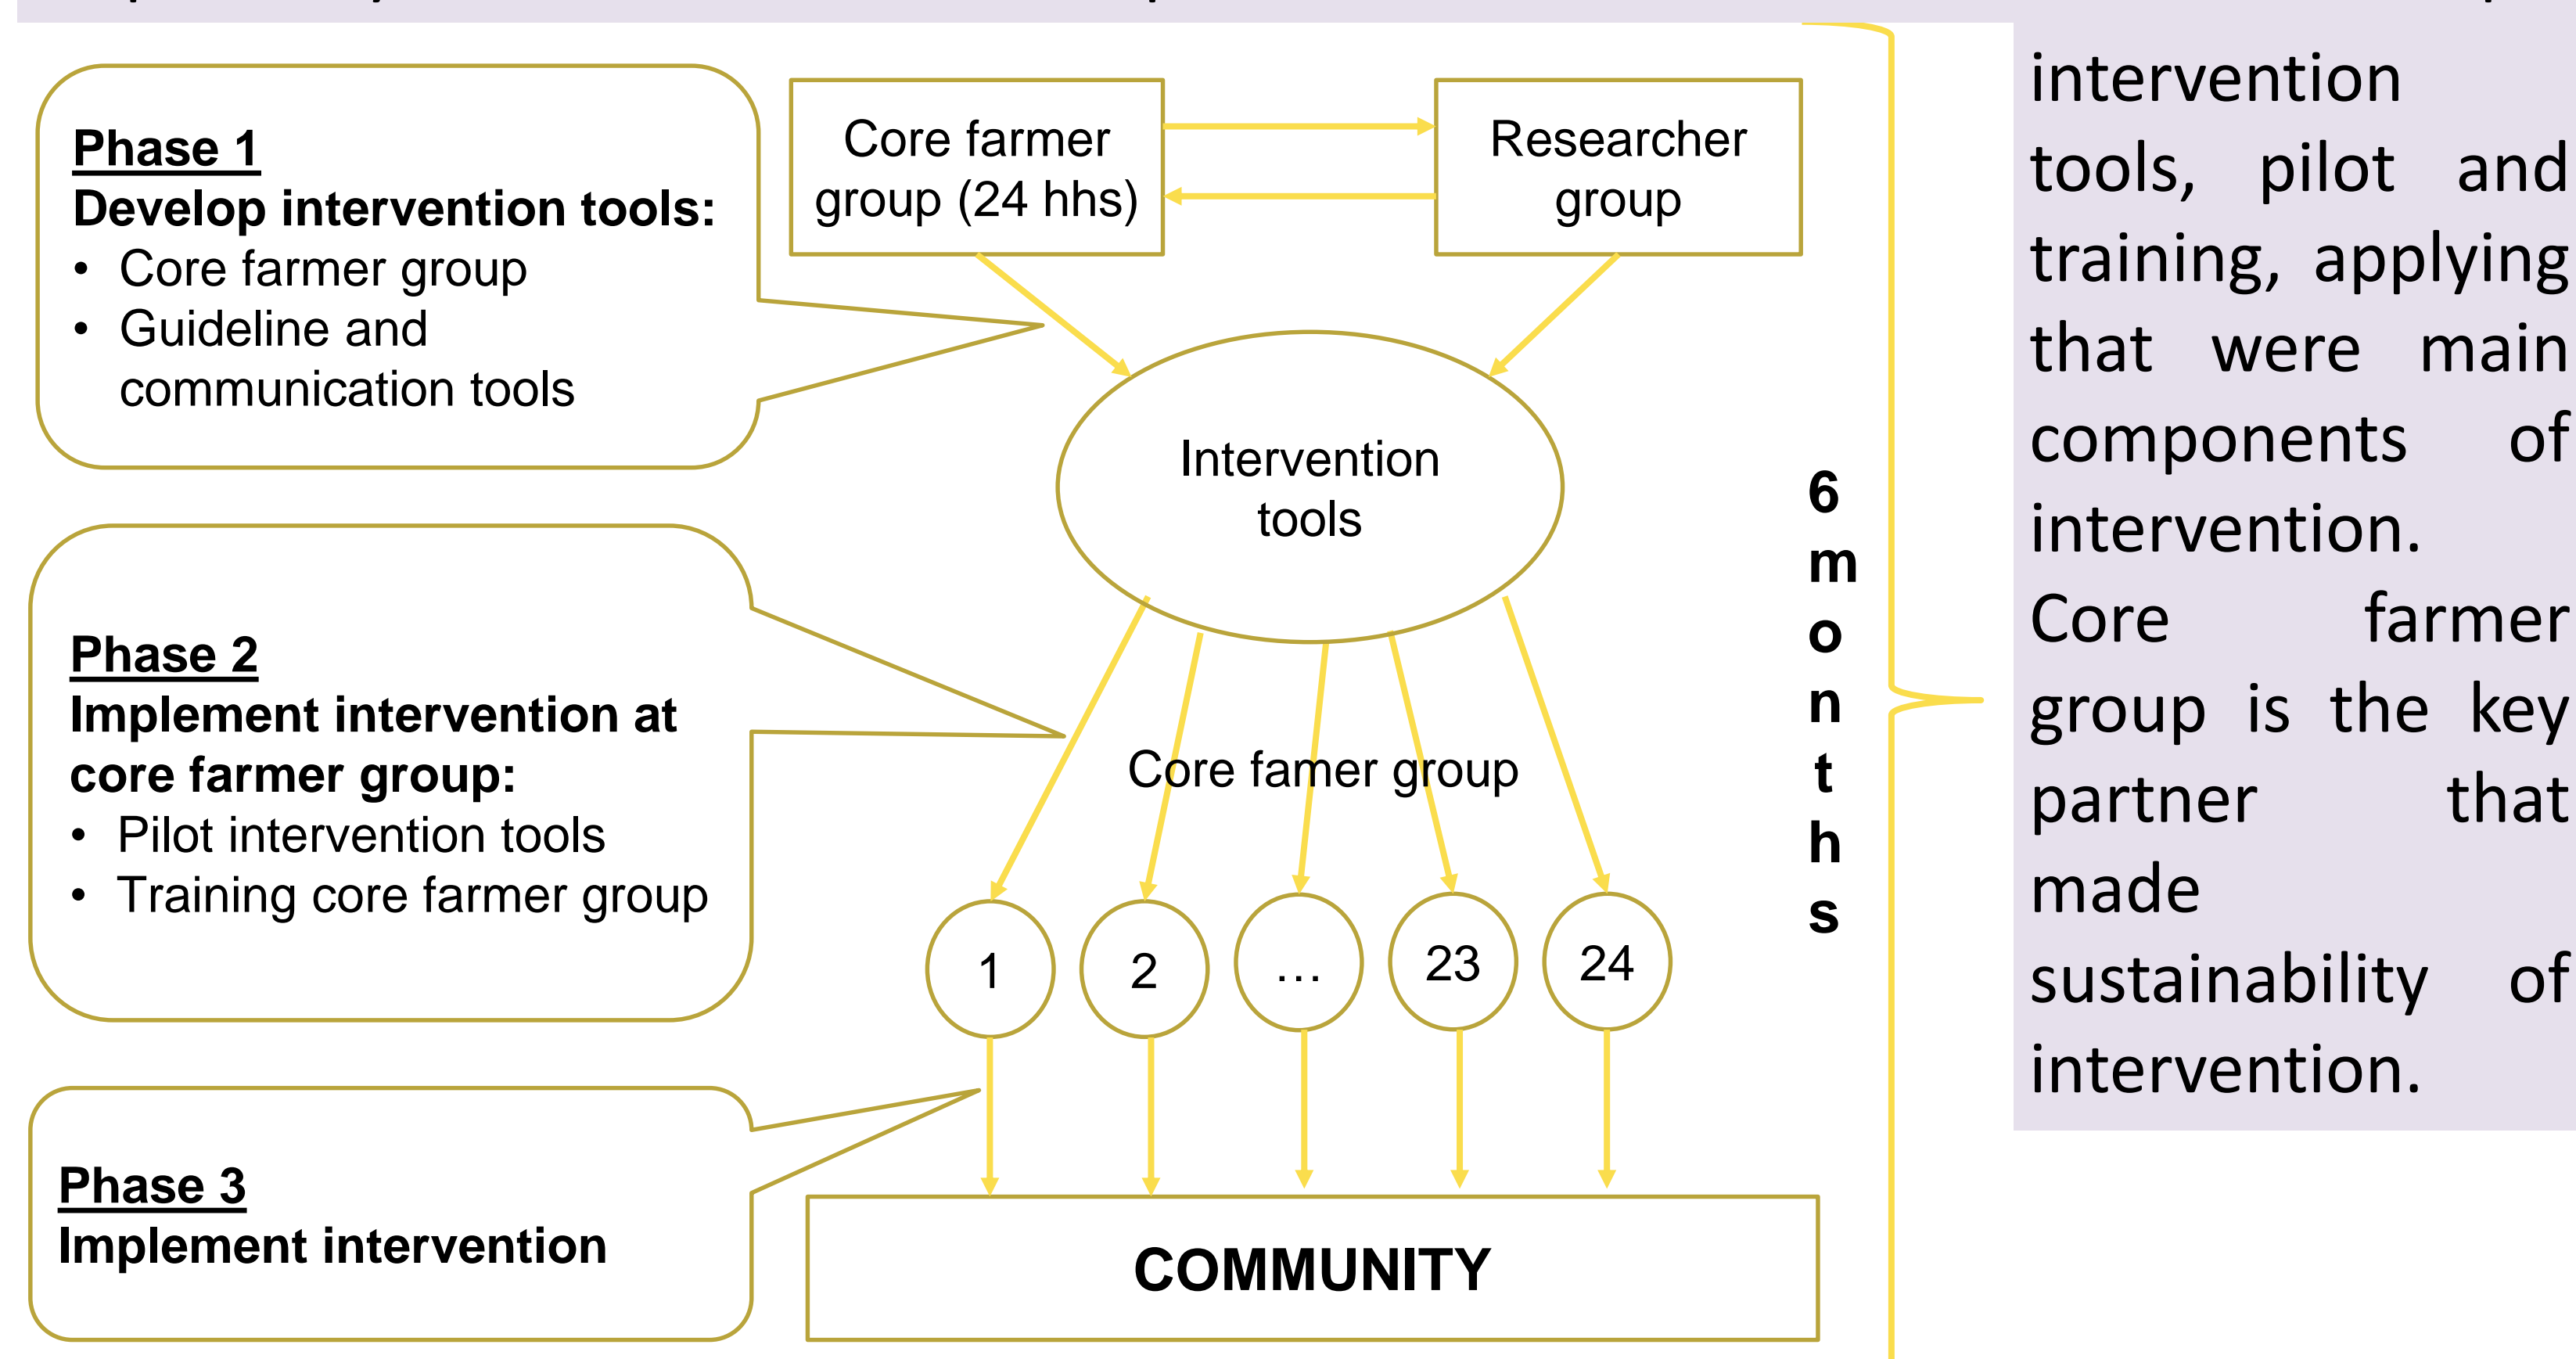 Phase 1
Develop intervention tools:
• Core farmer group
• Guideline and
communication tools
Core farmer
group (24 hhs)
Researcher
group
Intervention
tools
Phase 2
Implement intervention at
core farmer group:
• Pilot intervention tools
• Training core farmer group
Core famer group
1
2
...
23
24
Phase 3
Implement intervention
COMMUNITY
6
m
o
n
t
h
s
intervention
tools, pilot and
training, applying
that were main
components of
intervention.
Core farmer
group is the key
partner that
made
sustainability of
intervention.